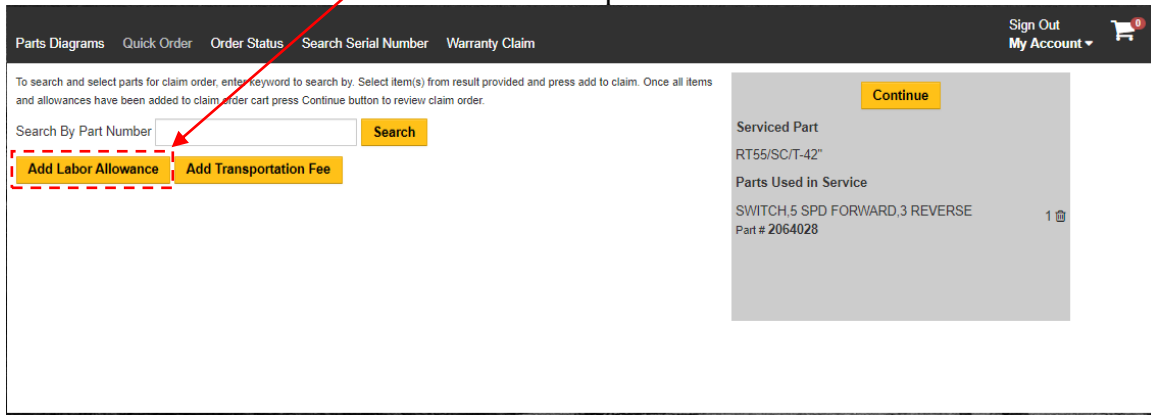 Parts Diagrams Quick Order Order Status Search Serial Number Warranty Claim
Sign Out
My Account
0
To search and select parts for claim order, enter keyword to search by. Select item(s) from result provided and press add to claim. Once all items
and allowances have been added to claim order cart press Continue button to review claim order.
Search By Part Number Search
Add Labor Allowance Add Transportation Fee
Continue
Serviced Part
RT55/SC/T-42"
Parts Used in Service
SWITCH,5 SPD FORWARD,3 REVERSE 1
Part # 2064028